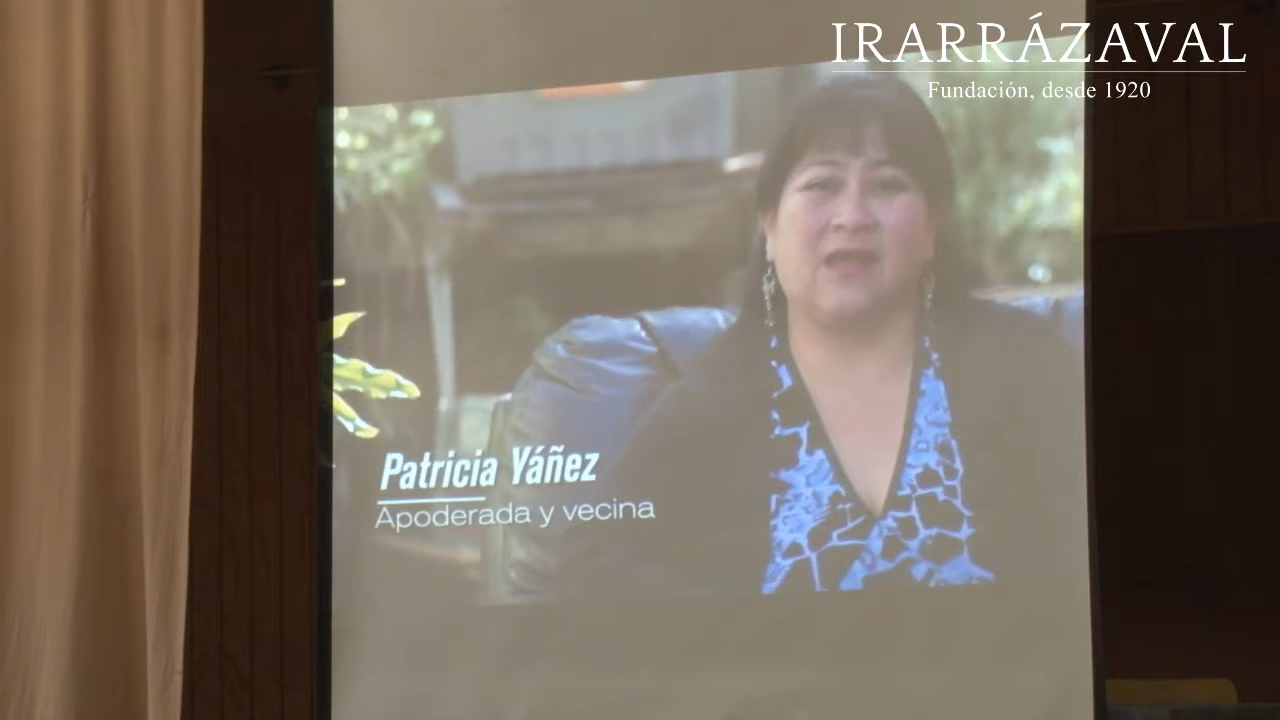 IRARRÁZAVAL
Fundación, desde 1920
Patricia Yáñez
Apoderada y vecina